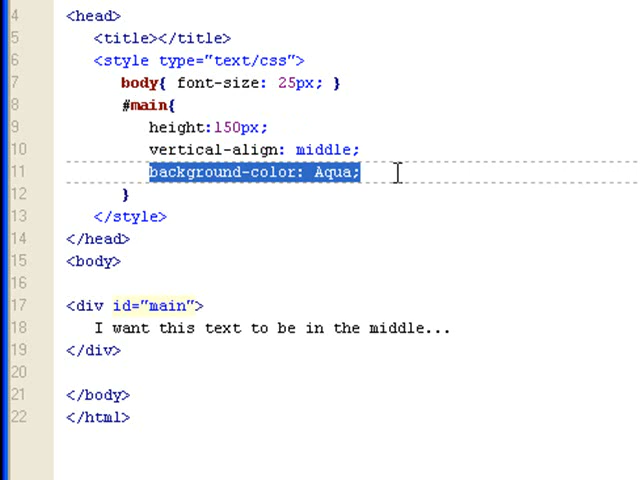 4 <head>
5 <title></title>
6 <style type="text/css">
7 body{ font-size: 25px; }
8 #main{
9 height:150px;
10 vertical-align: middle;
11 background-color: Aqua;
12 }
13 </style>
14 </head>
15 <body>
16
17 <div id="main">
18 I want this text to be in the middle...
19 </div>
20
21 </body>
22 </html>